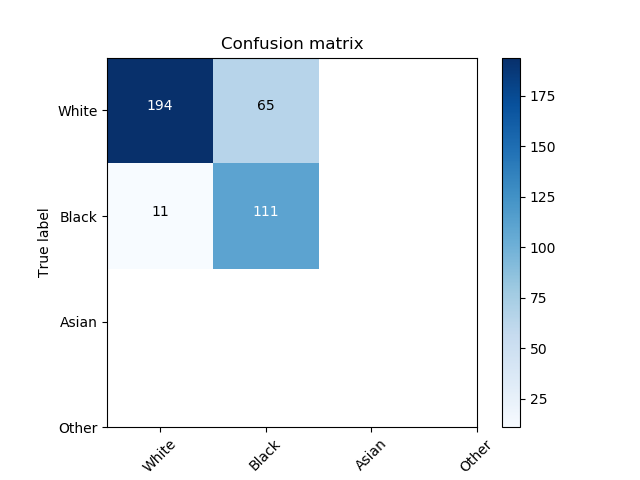 Confusion matrix
White
194
65
175
150
125
100
75
50
25
True label
Black
11
111
Asian
Other
White
Black
Asian
Other